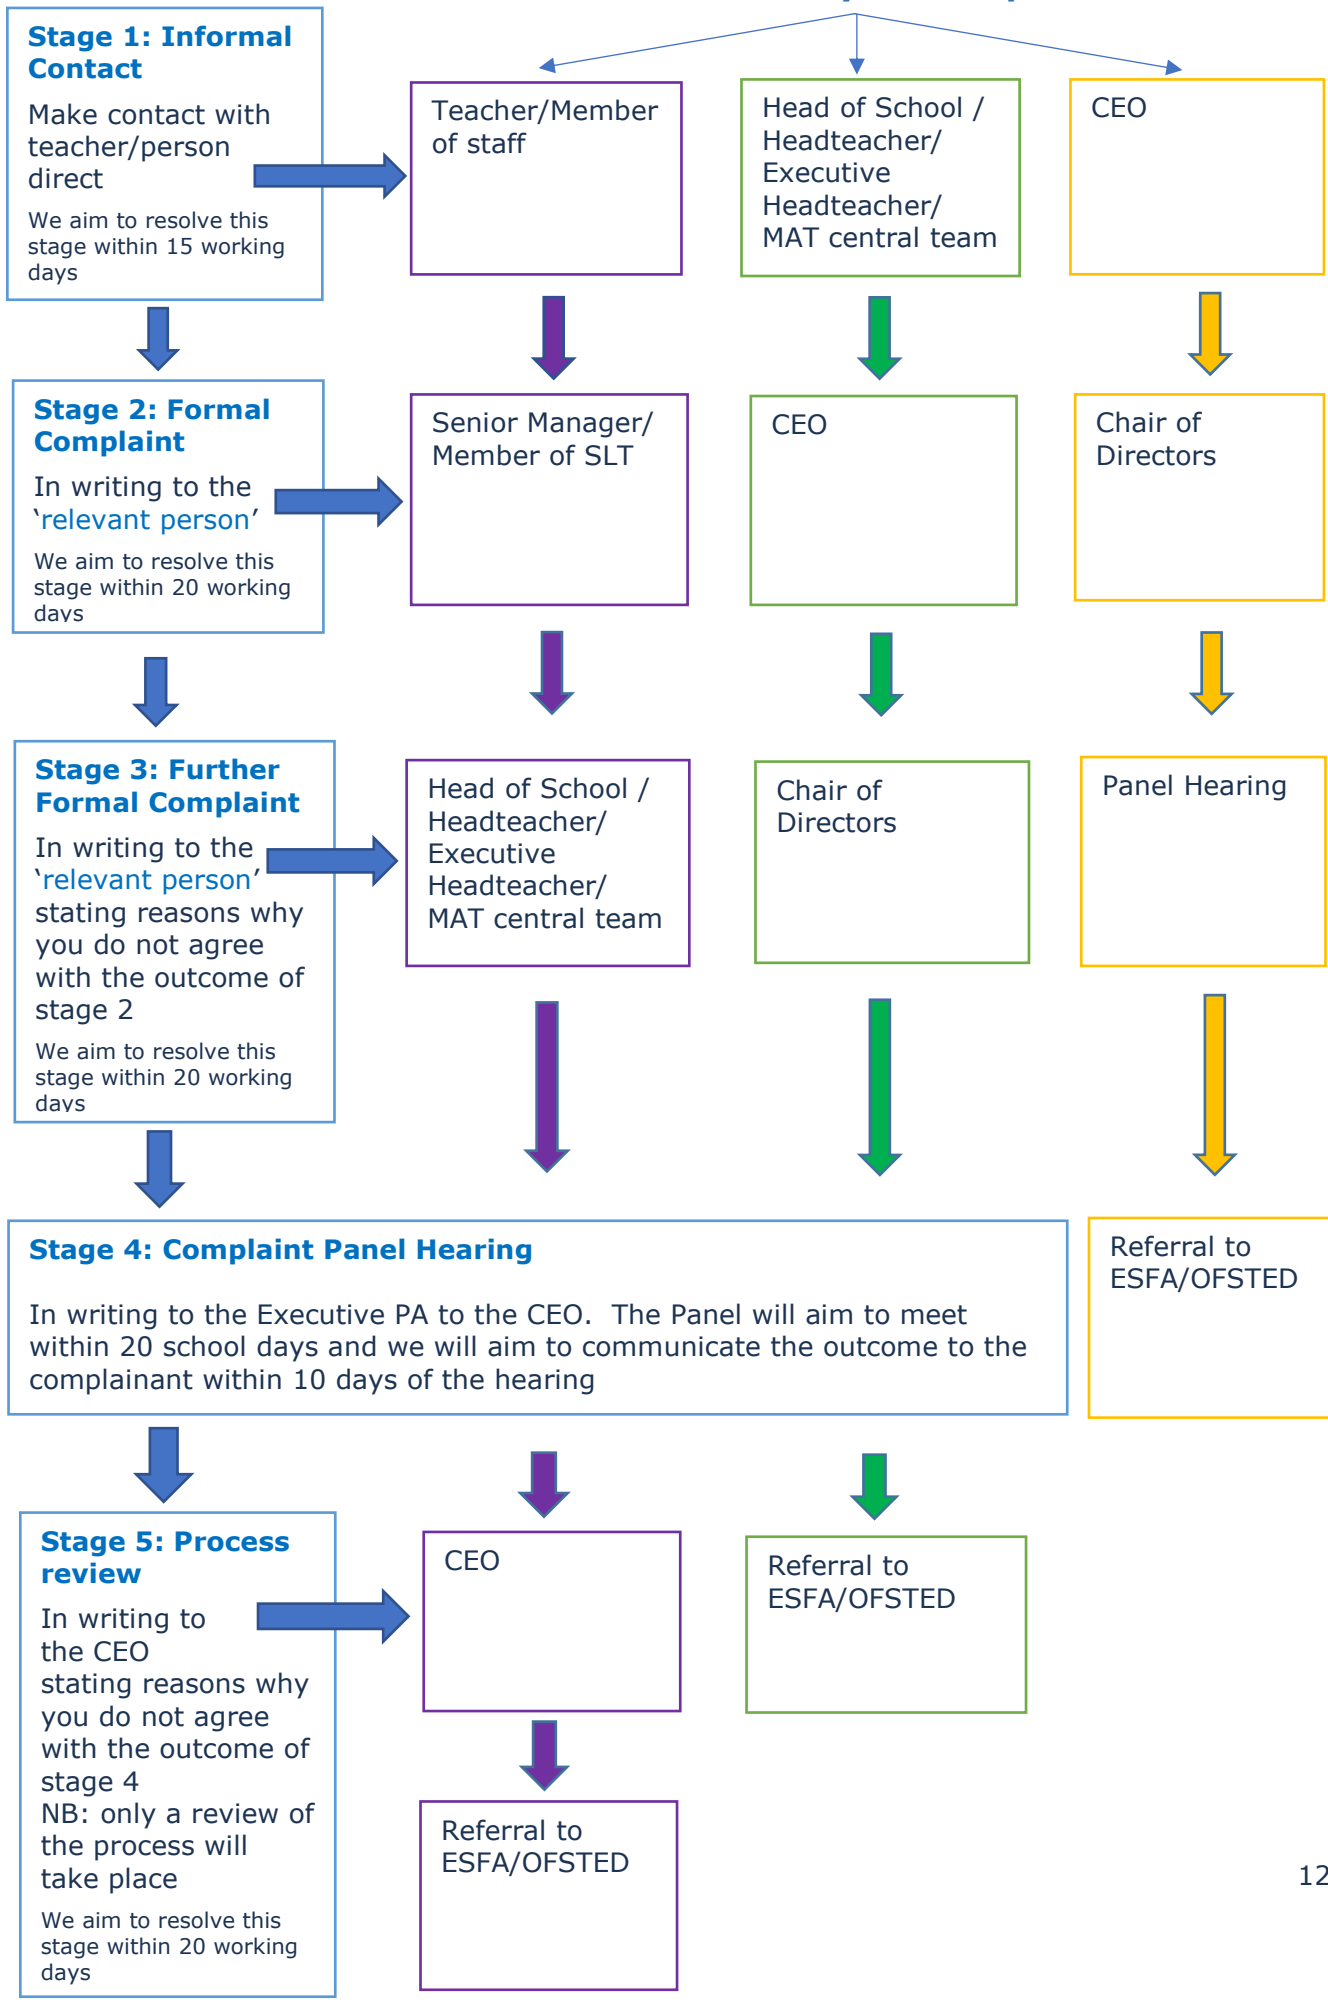 Stage 1: Informal
Contact
Make contact with
teacher/person
direct
We aim to resolve this
stage within 15 working
days
Teacher/Member
of staff
Head of School /
Headteacher/
Executive
Headteacher/
MAT central team
CEO
Stage 2: Formal
Complaint
In writing to the
‘relevant person’
We aim to resolve this
stage within 20 working
days
Senior Manager/
Member of SLT
CEO
Chair of
Directors
Stage 3: Further
Formal Complaint
In writing to the
‘relevant person’
stating reasons why
you do not agree
with the outcome of
stage 2
We aim to resolve this
stage within 20 working
days
Head of School /
Headteacher/
Executive
Headteacher/
MAT central team
Chair of
Directors
Panel Hearing
Stage 4: Complaint Panel Hearing
In writing to the Executive PA to the CEO.  The Panel will aim to meet
within 20 school days and we will aim to communicate the outcome to the
complainant within 10 days of the hearing
Referral to
ESFA/OFSTED
Stage 5: Process
review
In writing to
the CEO
stating reasons why
you do not agree
with the outcome of
stage 4
NB: only a review of
the process will
take place
We aim to resolve this
stage within 20 working
days
CEO
Referral to
ESFA/OFSTED
Referral to
ESFA/OFSTED
12